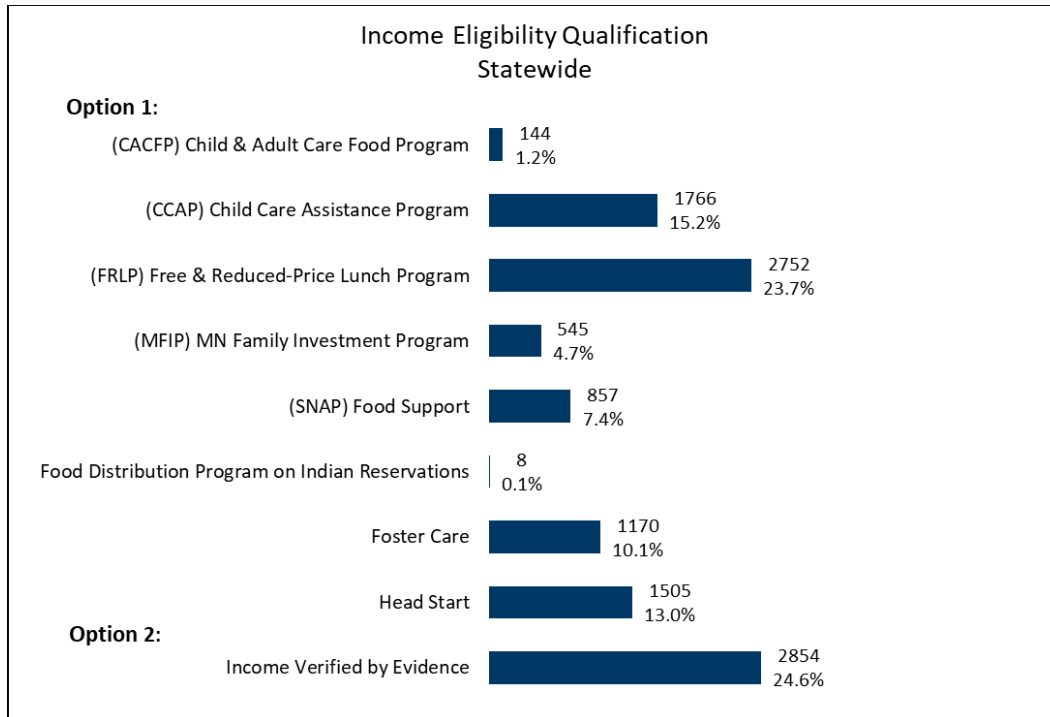 Income Eligibility Qualification
Statewide
Option 1:
(CACFP) Child & Adult Care Food Program
144
1.2%
(CCAP) Child Care Assistance Program
1766
15.2%
(FRLP) Free & Reduced-Price Lunch Program
2752
23.7%
(MFIP) MN Family Investment Program
545
4.7%
(SNAP) Food Support
857
7.4%
Food Distribution Program on Indian Reservations
8
0.1%
Foster Care
1170
10.1%
Head Start
1505
13.0%
Option 2:
Income Verified by Evidence
2854
24.6%